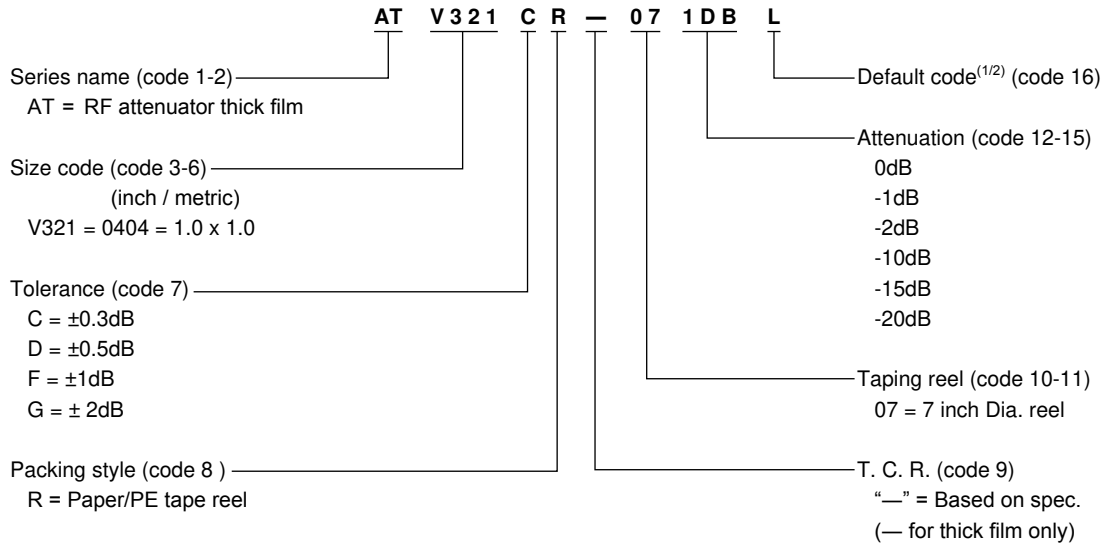 AT V321 C R — 07 1DB L
Series name (code 1-2)
AT = RF attenuator thick film
Size code (code 3-6)
(inch / metric)
V321 = 0404 = 1.0 x 1.0
Tolerance (code 7)
C = ±0.3dB
D = ±0.5dB
F = ±1dB
G = ± 2dB
Packing style (code 8 )
R = Paper/PE tape reel
Default code(1/2) (code 16)
Attenuation (code 12-15)
0dB
-1dB
-2dB
-10dB
-15dB
-20dB
Taping reel (code 10-11)
07 = 7 inch Dia. reel
T. C. R. (code 9)
“—” = Based on spec.
(— for thick film only)